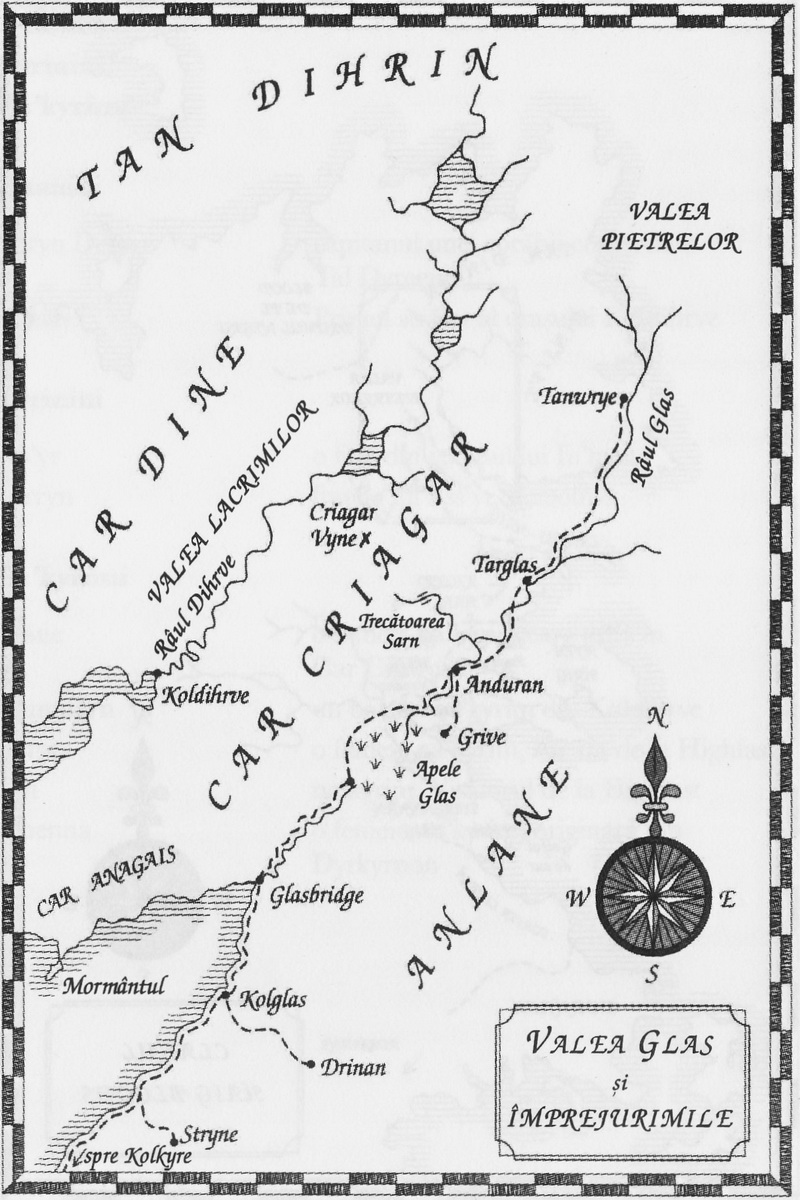 TAN DIHRIN
VALEA
PIETRELOR
CAR DINE
Tanwrye
Râul Glas
VALEA LACRIMILOR
CAR CRIAGAR
Criagar
Vyne
Râul Dihrve
Targlas
Trecătoarea
Sarn
Koldihrve
Anduran
Grive
N
Apele
Glas
ANLANE
CAR ANAGAIS
Glasbridge
W
E
S
Mormântul
Kolglas
VALEA GLAS
și
ÎMPREJURIMILE
Drinan
Stryne
spre Kolkyre